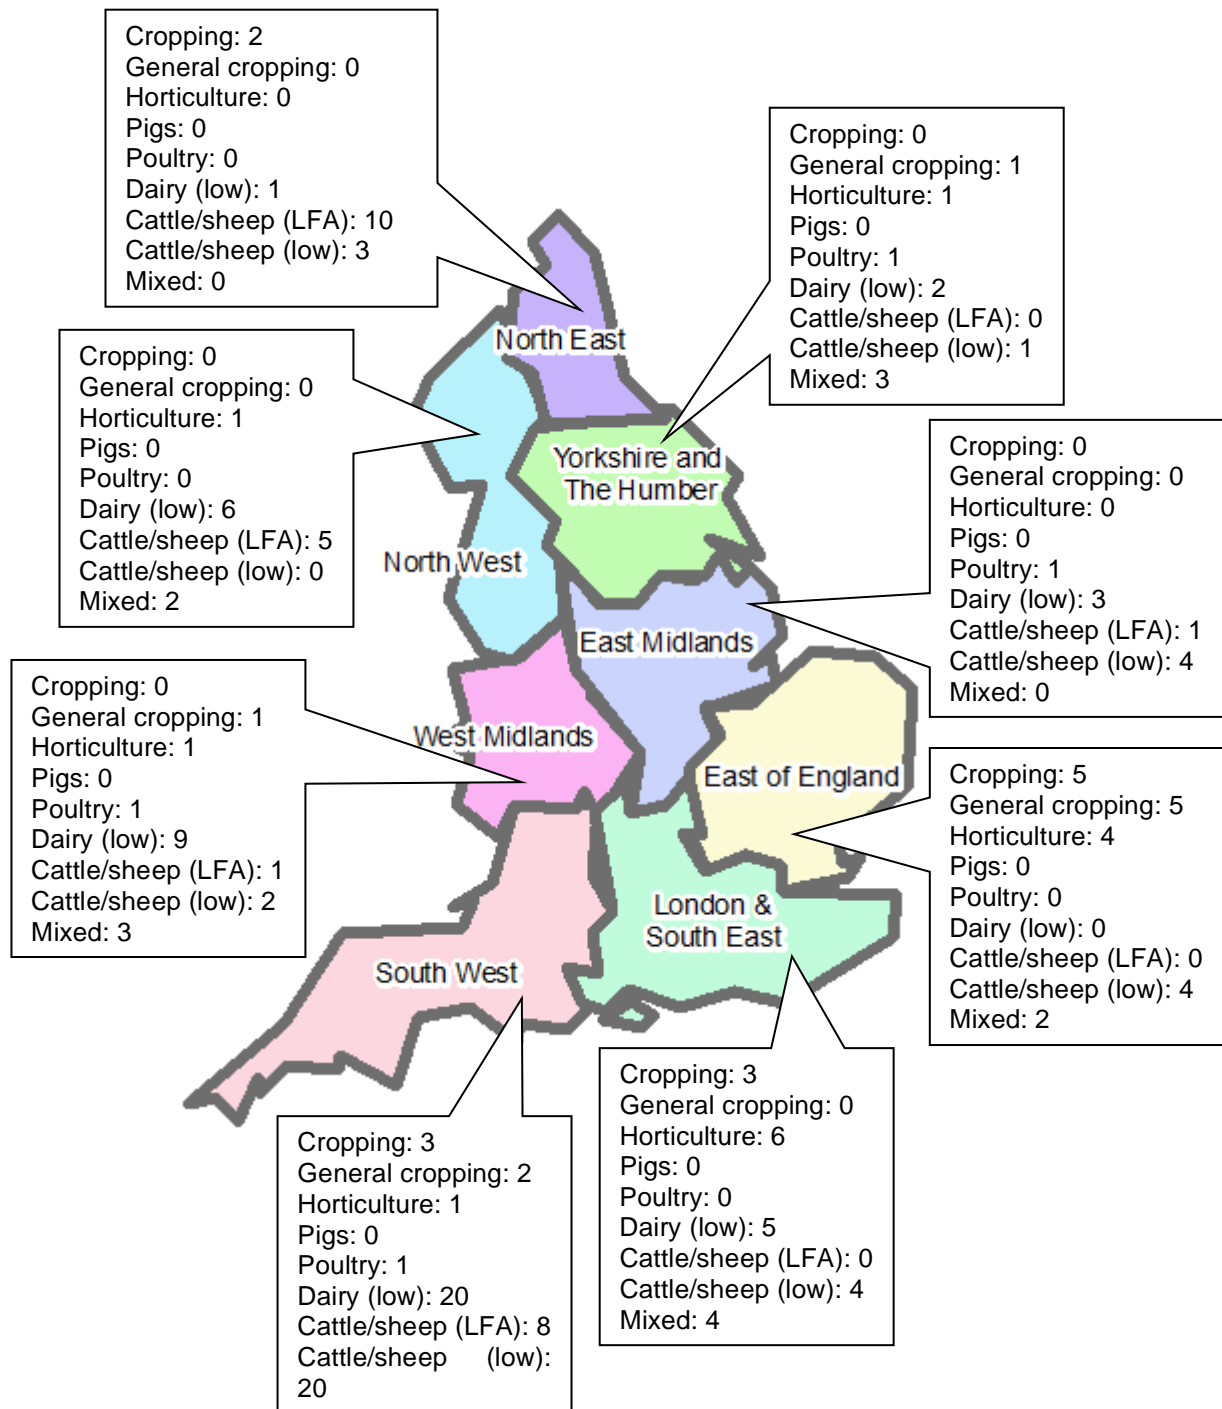 Cropping: 2
General cropping: 0
Horticulture: 0
Pigs: 0
Poultry: 0
Dairy (low): 1
Cattle/sheep (LFA): 10
Cattle/sheep (low): 3
Mixed: 0
Cropping: 0
General cropping: 1
Horticulture: 1
Pigs: 0
Poultry: 1
Dairy (low): 2
Cattle/sheep (LFA): 0
Cattle/sheep (low): 1
Mixed: 3
North East
Cropping: 0
General cropping: 0
Horticulture: 1
Pigs: 0
Poultry: 0
Dairy (low): 6
Cattle/sheep (LFA): 5
Cattle/sheep (low): 0
Mixed: 2
Yorkshire and
The Humber
North West
Cropping: 0
General cropping: 0
Horticulture: 0
Pigs: 0
Poultry: 1
Dairy (low): 3
Cattle/sheep (LFA): 1
Cattle/sheep (low): 4
Mixed: 0
East Midlands
Cropping: 0
General cropping: 1
Horticulture: 1
Pigs: 0
Poultry: 1
Dairy (low): 9
Cattle/sheep (LFA): 1
Cattle/sheep (low): 2
Mixed: 3
West Midlands
East of England
Cropping: 5
General cropping: 5
Horticulture: 4
Pigs: 0
Poultry: 0
Dairy (low): 0
Cattle/sheep (LFA): 0
Cattle/sheep (low): 4
Mixed: 2
London &
South East
South West
Cropping: 3
General cropping: 2
Horticulture: 1
Pigs: 0
Poultry: 1
Dairy (low): 20
Cattle/sheep (LFA): 8
Cattle/sheep (low):
20
Cropping: 3
General cropping: 0
Horticulture: 6
Pigs: 0
Poultry: 0
Dairy (low): 5
Cattle/sheep (LFA): 0
Cattle/sheep (low): 4
Mixed: 4